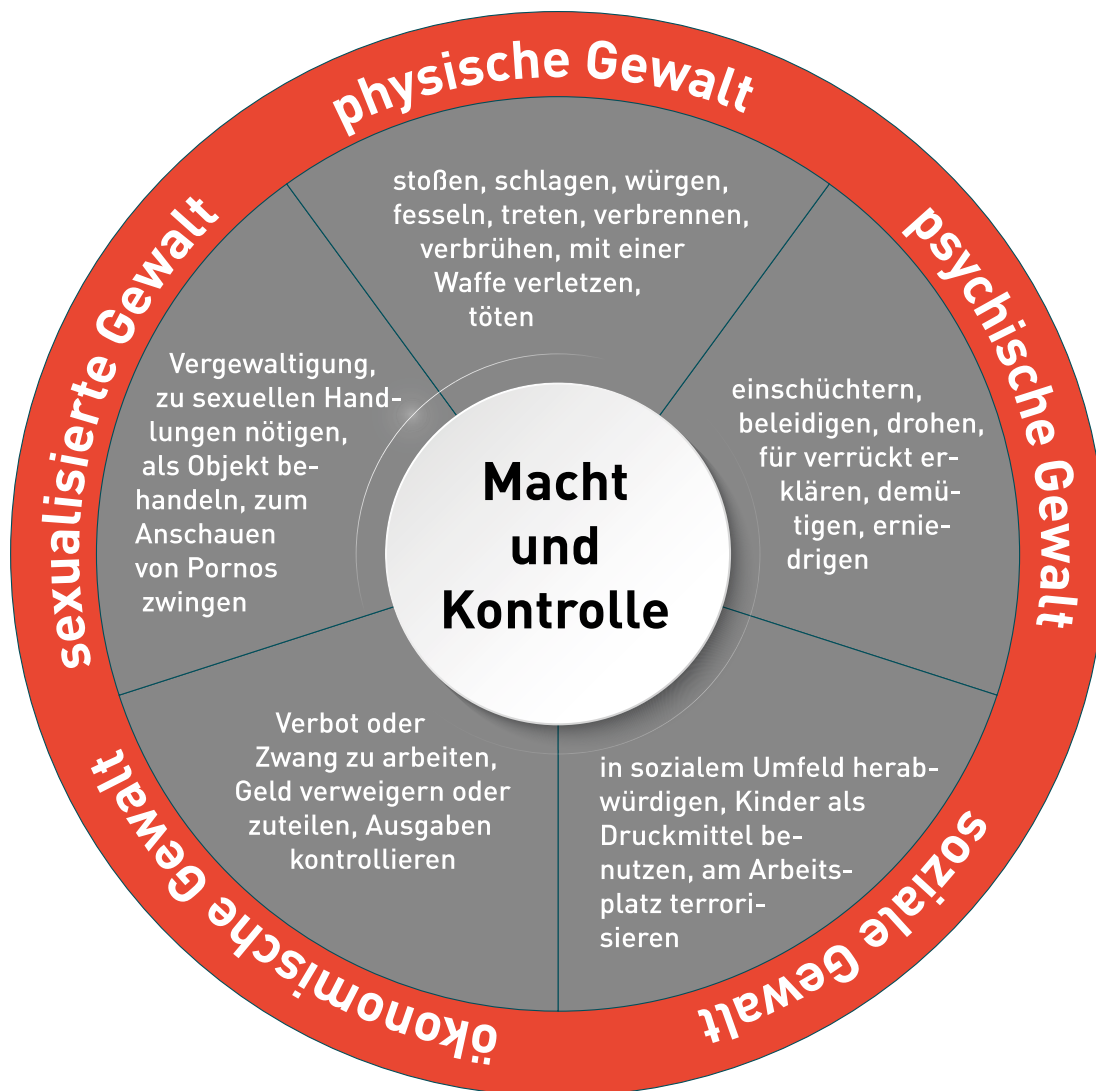 physische Gewalt
stoßen, schlagen, würgen,
fesseln, treten, verbrennen,
verbrühen, mit einer
Waffe verletzen,
töten
psychische Gewalt
einschüchtern,
beleidigen, drohen,
für verrückt er-
klären, demü-
tigen, ernie-
drigen
soziale Gewalt
in sozialem Umfeld herab-
würdigen, Kinder als
Druckmittel be-
nutzen, am Arbeits-
platz terrori-
sieren
ökonomische Gewalt
Verbot oder
Zwang zu arbeiten,
Geld verweigern oder
zuteilen, Ausgaben
kontrollieren
sexualisierte Gewalt
Vergewaltigung,
zu sexuellen Hand-
lungen nötigen,
als Objekt be-
handeln, zum
Anschauen
von Pornos
zwingen
Macht
und
Kontrolle